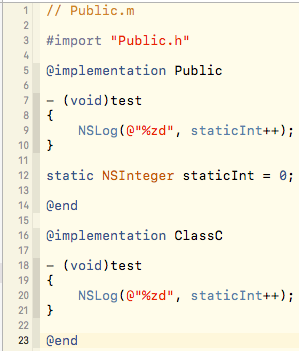 1 // Public.m
2
3 #import "Public.h"
4
5 @implementation Public
6
7 – (void)test
8 {
9     NSLog(@"%zd", staticInt++);
10 }
11
12 static NSInteger staticInt = 0;
13
14 @end
15
16 @implementation ClassC
17
18 – (void)test
19 {
20     NSLog(@"%zd", staticInt++);
21 }
22
23 @end